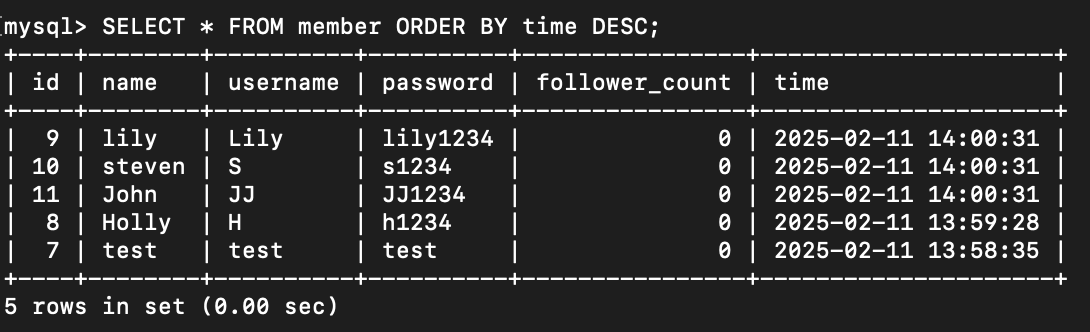 mysql> SELECT * FROM member ORDER BY time DESC;
+----+--------+----------+----------+----------------+---------------------+
| id | name   | username | password | follower_count | time                |
+----+--------+----------+----------+----------------+---------------------+
|  9 | lily   | Lily     | lily1234 |              0 | 2025-02-11 14:00:31 |
| 10 | steven | S        | s1234    |              0 | 2025-02-11 14:00:31 |
| 11 | John   | JJ       | JJ1234   |              0 | 2025-02-11 14:00:31 |
|  8 | Holly  | H        | h1234    |              0 | 2025-02-11 13:59:28 |
|  7 | test   | test     | test     |              0 | 2025-02-11 13:58:35 |
+----+--------+----------+----------+----------------+---------------------+
5 rows in set (0.00 sec)